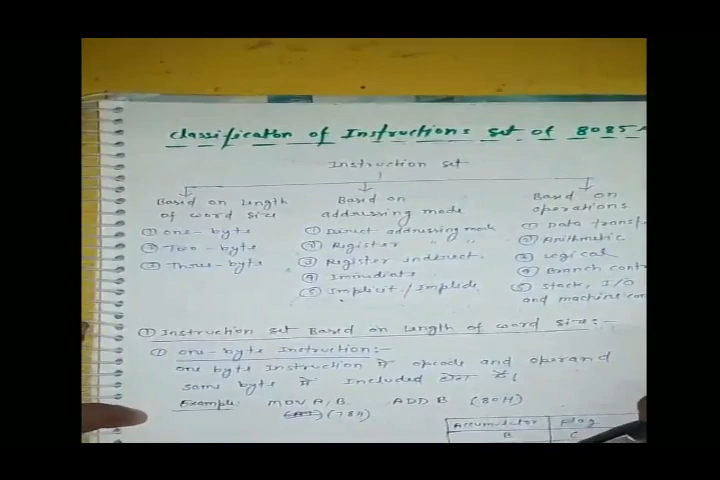 Classification of Instructions set of 8085
Instruction set
Based on length
of word size
① One-byte
② Two-byte
③ Three-byte
Based on
addressing mode
① Direct addressing mode
② Register " "
③ Register indirect.
④ Immediate
⑤ Implicit / Implied
Based on
operations
① Data transf
② Arithmetic
③ Logical
④ Branch cont
⑤ Stack, I/O
and machine con
① Instruction set Based on Length of word size:-
① One-byte Instruction:-
one byte Instruction में opcode and operand
same byte में Included होता है।
Example: MOV A, B. ADD B (80H)
(78H)
Accumulator Flag
B C